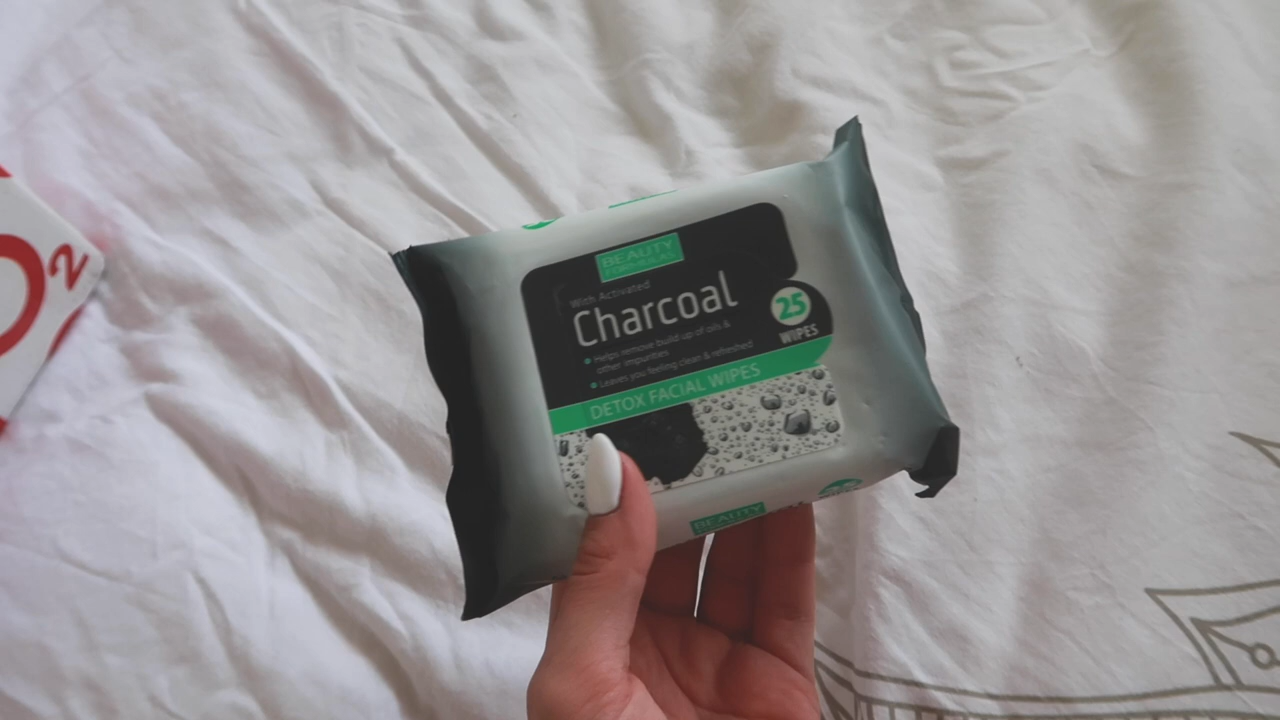 BEAUTY
FORMULAS
With Activated
Charcoal
Helps remove build up of oils &
other impurities
Leaves you feeling clean & refreshed
25
WIPES
DETOX FACIAL WIPES
BEAUTY
2